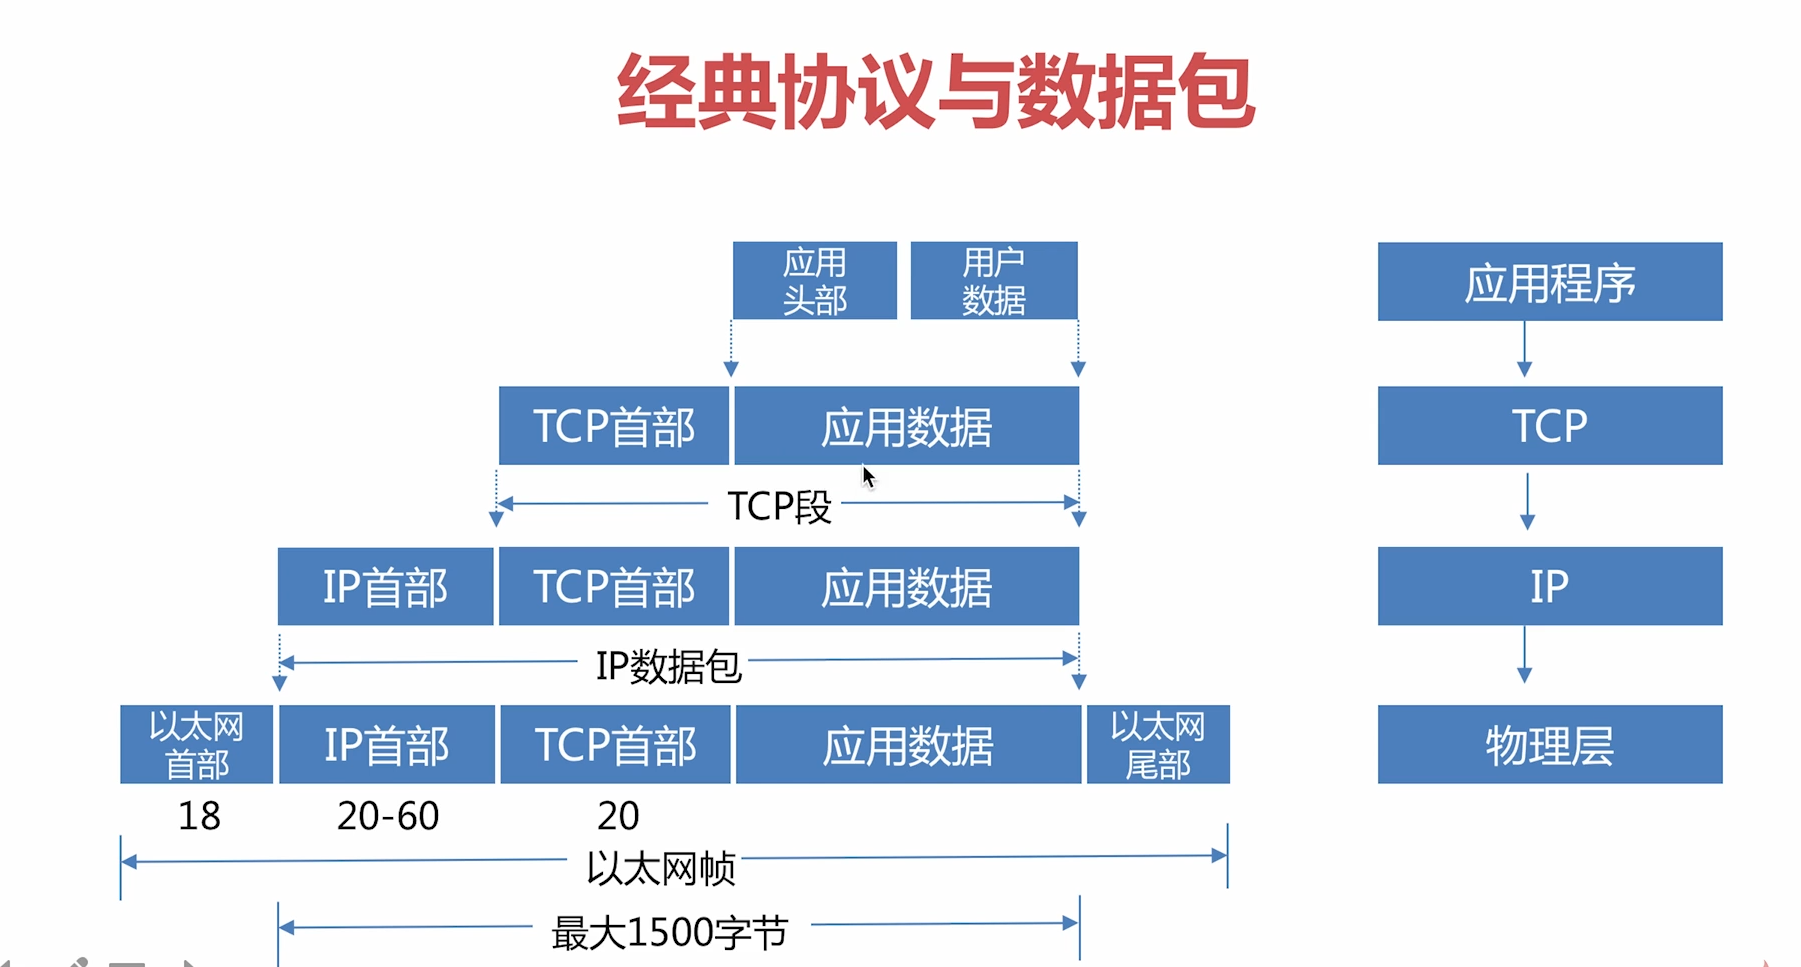 经典协议与数据包
应用
头部
用户
数据
应用程序
TCP首部
应用数据
TCP
TCP段
IP首部
TCP首部
应用数据
IP
IP数据包
以太网
首部
IP首部
TCP首部
应用数据
以太网
尾部
物理层
18
20-60
20
以太网帧
最大1500字节